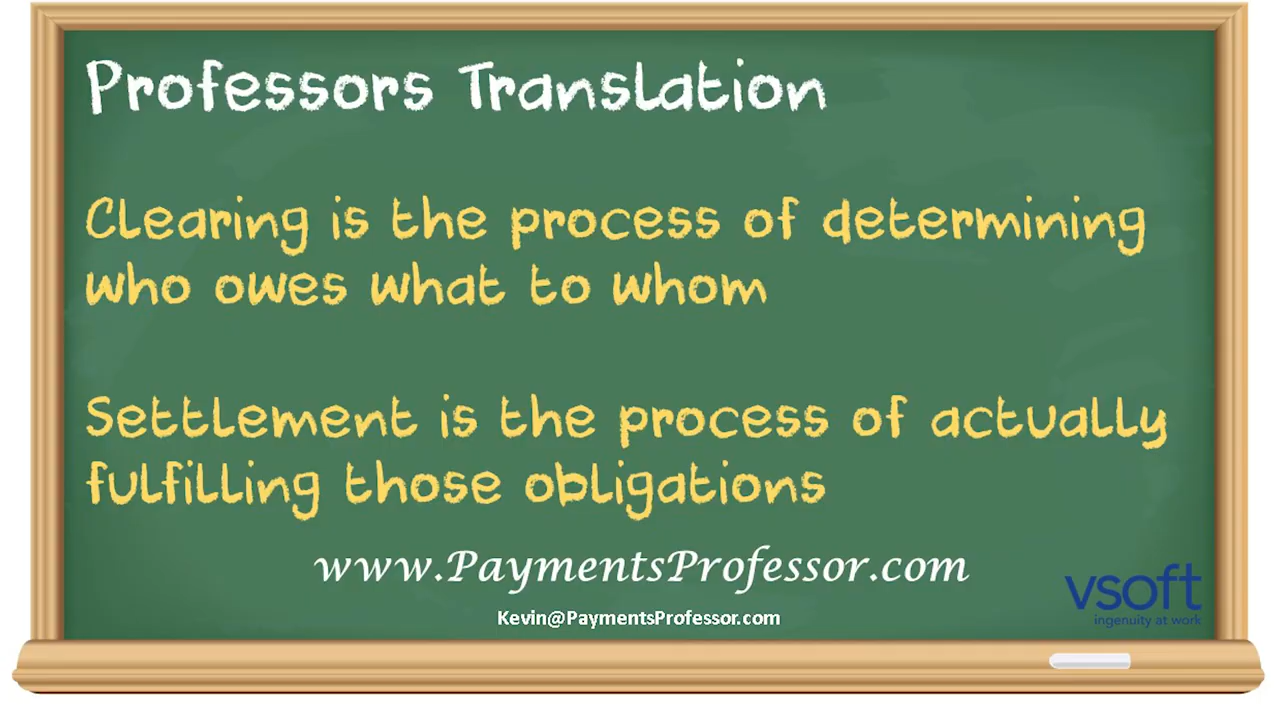 Professors Translation
Clearing is the process of determining
who owes what to whom
Settlement is the process of actually
fulfilling those obligations
www.PaymentsProfessor.com
Kevin@PaymentsProfessor.com
vsoft
ingenuity at work